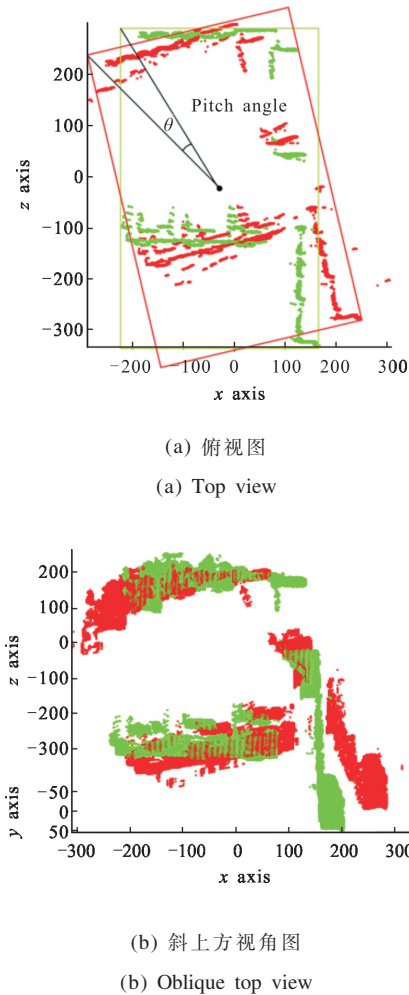 200
100
0
−100
−200
−300
z axis
Pitch angle
θ
−200
−100
0
100
200
300
x axis
(a) 俯视图
(a) Top view
200
100
0
−100
−200
−300
−50
0
50
z axis
y axis
−300
−200
−100
0
100
200
300
x axis
(b) 斜上方视角图
(b) Oblique top view